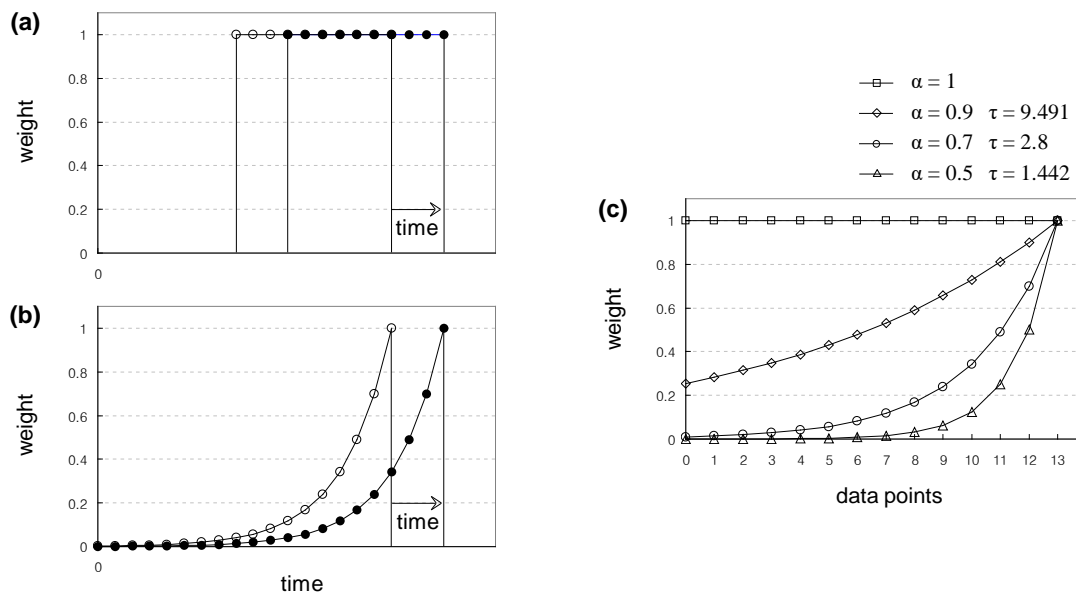 (a)
1
0.8
0.6
0.4
0.2
0
0
weight
time
(b)
1
0.8
0.6
0.4
0.2
0
0
weight
time
time
α = 1
α = 0.9 τ = 9.491
α = 0.7 τ = 2.8
α = 0.5 τ = 1.442
(c)
1
0.8
0.6
0.4
0.2
0
weight
0 1 2 3 4 5 6 7 8 9 10 11 12 13
data points